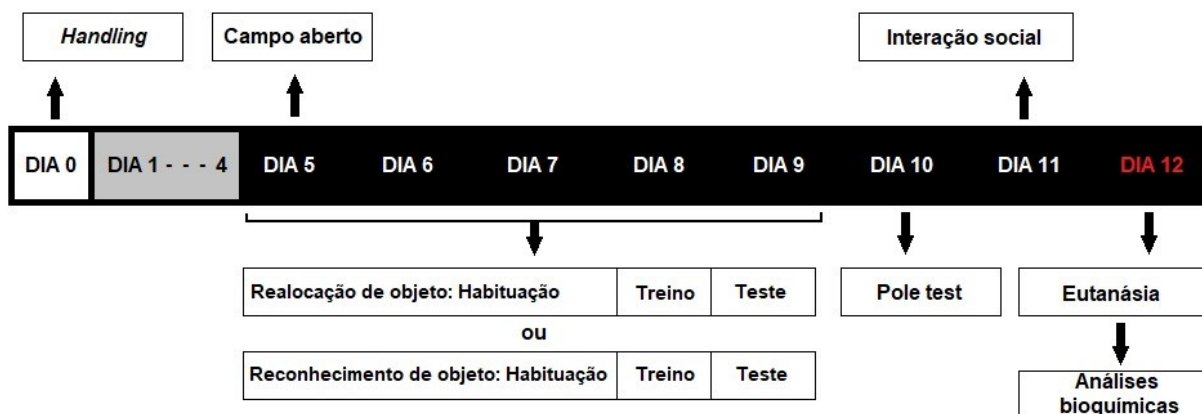 Handling
Campo aberto
Interação social
DIA 0
DIA 1 - - - 4
DIA 5
DIA 6
DIA 7
DIA 8
DIA 9
DIA 10
DIA 11
DIA 12
Realocação de objeto: Habituação
Treino
Teste
Pole test
Eutanásia
ou
Reconhecimento de objeto: Habituação
Treino
Teste
Análises
bioquímicas